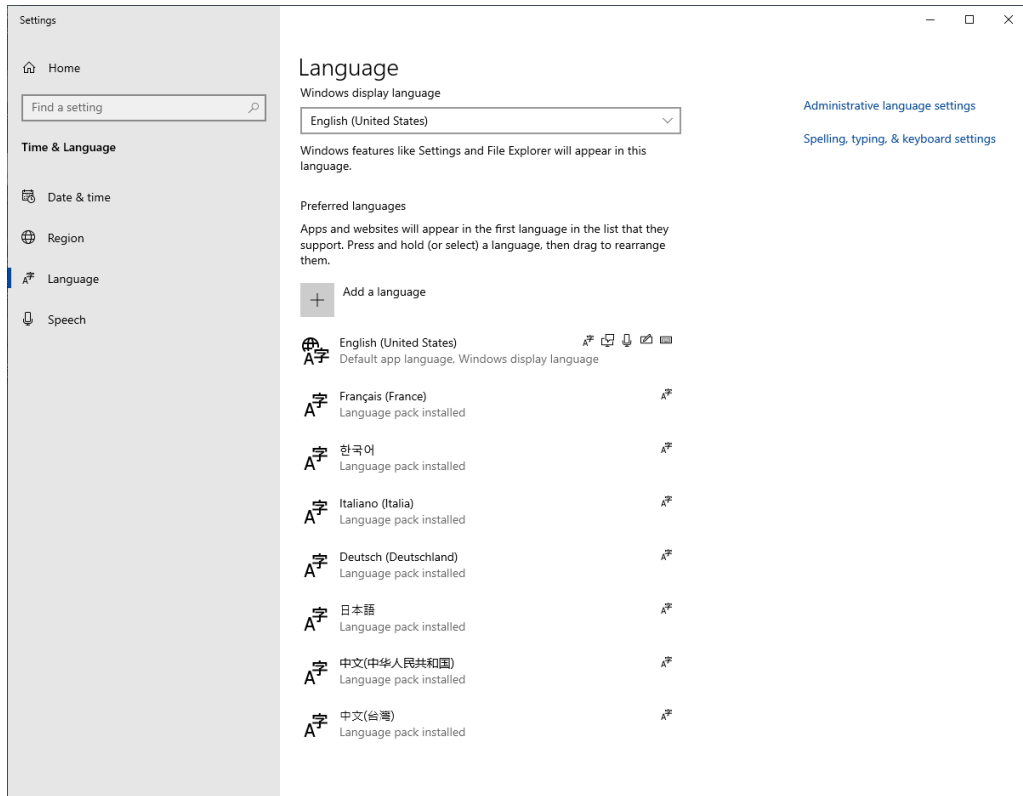 Settings
Home
Find a setting
Time & Language
Date & time
Region
Language
Speech
Language
Windows display language
English (United States)
Windows features like Settings and File Explorer will appear in this
language.
Preferred languages
Apps and websites will appear in the first language in the list that they
support. Press and hold (or select) a language, then drag to rearrange
them.
Add a language
English (United States)
Default app language, Windows display language
Français (France)
Language pack installed
한국어
Language pack installed
Italiano (Italia)
Language pack installed
Deutsch (Deutschland)
Language pack installed
日本語
Language pack installed
中文(中华人民共和国)
Language pack installed
中文(台灣)
Language pack installed
Administrative language settings
Spelling, typing, & keyboard settings